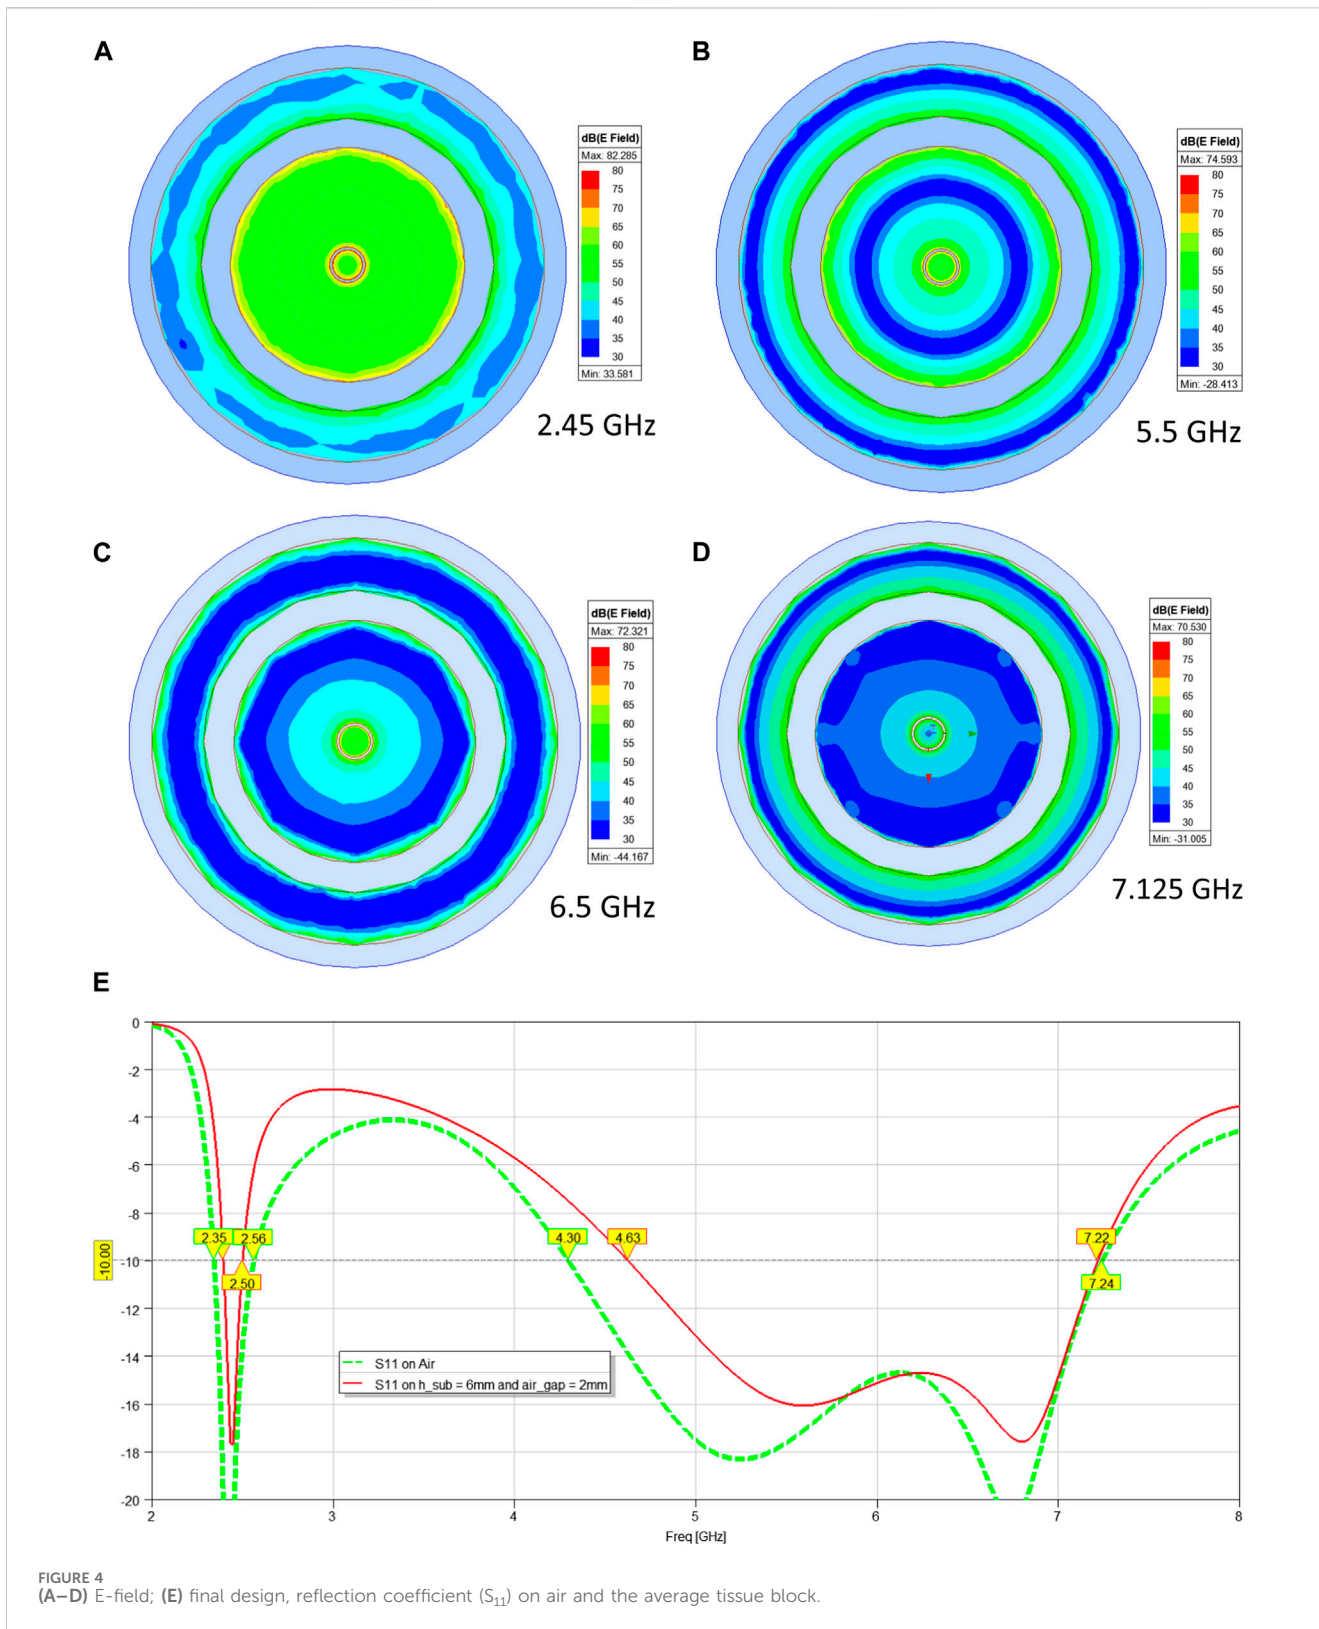 A
dB(E Field)
Max: 82.285
80
75
70
65
60
55
50
45
40
35
30
Min: 33.581
2.45 GHz
B
dB(E Field)
Max: 74.593
80
75
70
65
60
55
50
45
40
35
30
Min: -28.413
5.5 GHz
C
dB(E Field)
Max: 72.321
80
75
70
65
60
55
50
45
40
35
30
Min: -44.167
6.5 GHz
D
dB(E Field)
Max: 70.530
80
75
70
65
60
55
50
45
40
35
30
Min: -31.005
7.125 GHz
E
0
-2
-4
-6
-8
-10
-12
-14
-16
-18
-20
-10.00
2.35
2.56
2.50
4.30
4.63
7.22
7.24
S11 on Air
S11 on h_sub = 6mm and air_gap = 2mm
2 3 4 5 6 7 8
Freq [GHz]
FIGURE 4
(A–D) E-field; (E) final design, reflection coefficient (S₁₁) on air and the average tissue block.